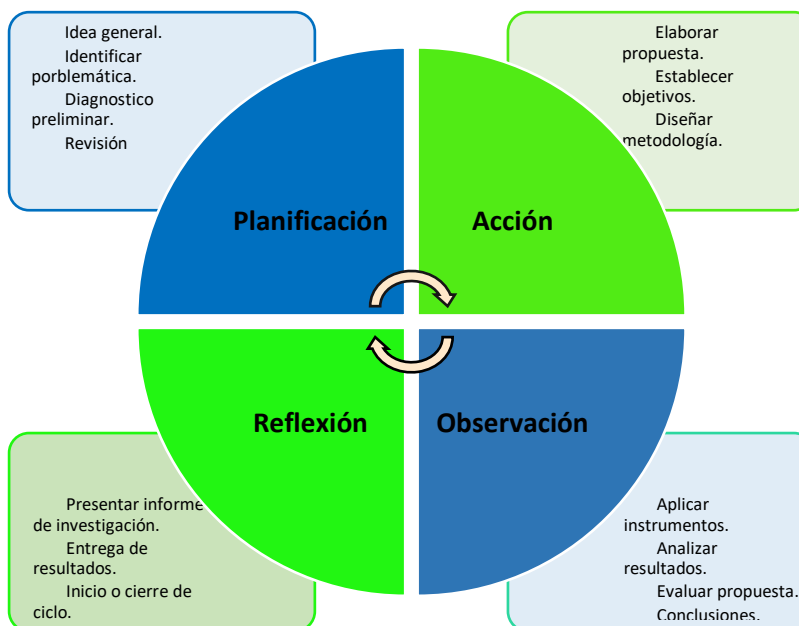 Idea general.
Identificar
porblemática.
Diagnostico
preliminar.
Revisión
Elaborar
propuesta.
Establecer
objetivos.
Diseñar
metodología.
Planificación
Acción
Reflexión
Observación
Presentar informe
de investigación.
Entrega de
resultados.
Inicio o cierre de
ciclo.
Aplicar
instrumentos.
Analizar
resultados.
Evaluar propuesta.
Conclusiones.